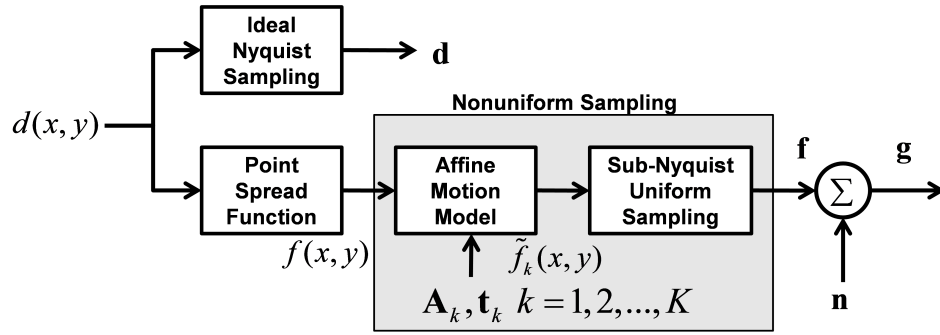 Ideal
Nyquist
Sampling
d
d(x, y)
Nonuniform Sampling
Point
Spread
Function
Affine
Motion
Model
Sub-Nyquist
Uniform
Sampling
f
g
Σ
f(x, y)
f̃ₖ(x, y)
Aₖ, tₖ k = 1, 2, ..., K
n